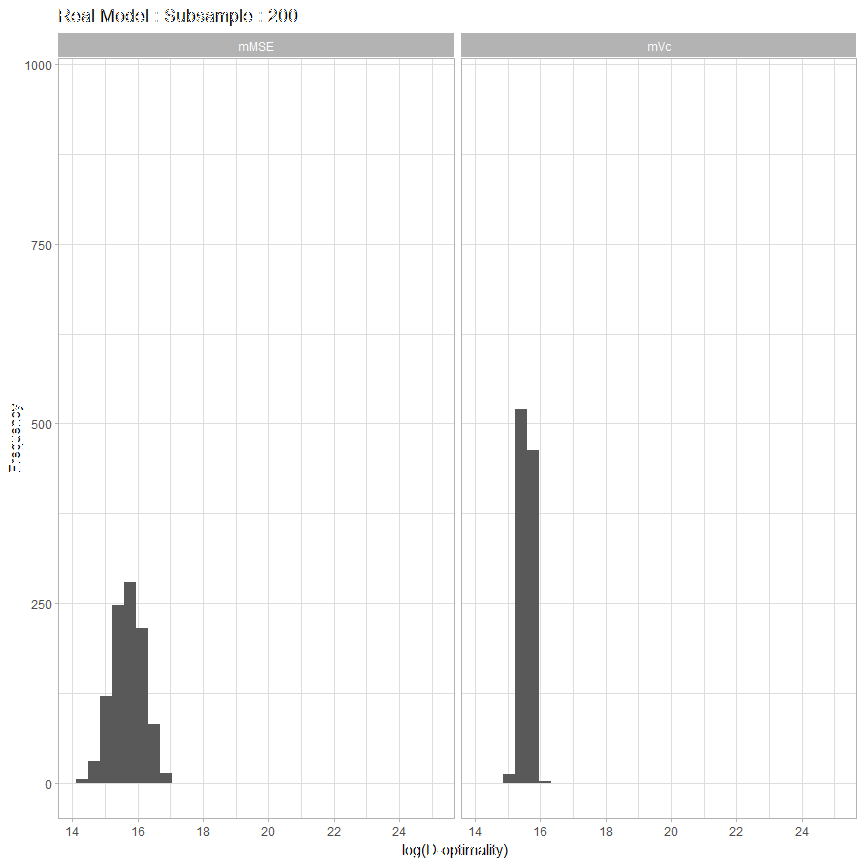 Real Model : Subsample : 200
mMSE mVc
1000
750
500
250
0
Frequency
14 16 18 20 22 24 14 16 18 20 22 24
log(D-optimality)